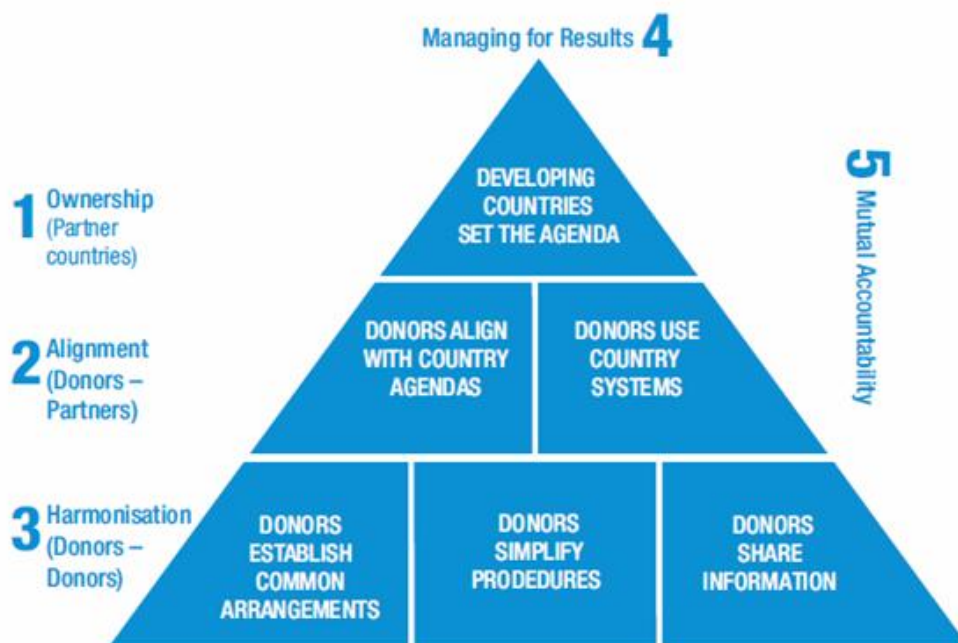 Managing for Results 4
1 Ownership
(Partner
countries)
DEVELOPING
COUNTRIES
SET THE AGENDA
5 Mutual Accountability
2 Alignment
(Donors –
Partners)
DONORS ALIGN
WITH COUNTRY
AGENDAS
DONORS USE
COUNTRY
SYSTEMS
3 Harmonisation
(Donors –
Donors)
DONORS
ESTABLISH
COMMON
ARRANGEMENTS
DONORS
SIMPLIFY
PRODEDURES
DONORS
SHARE
INFORMATION